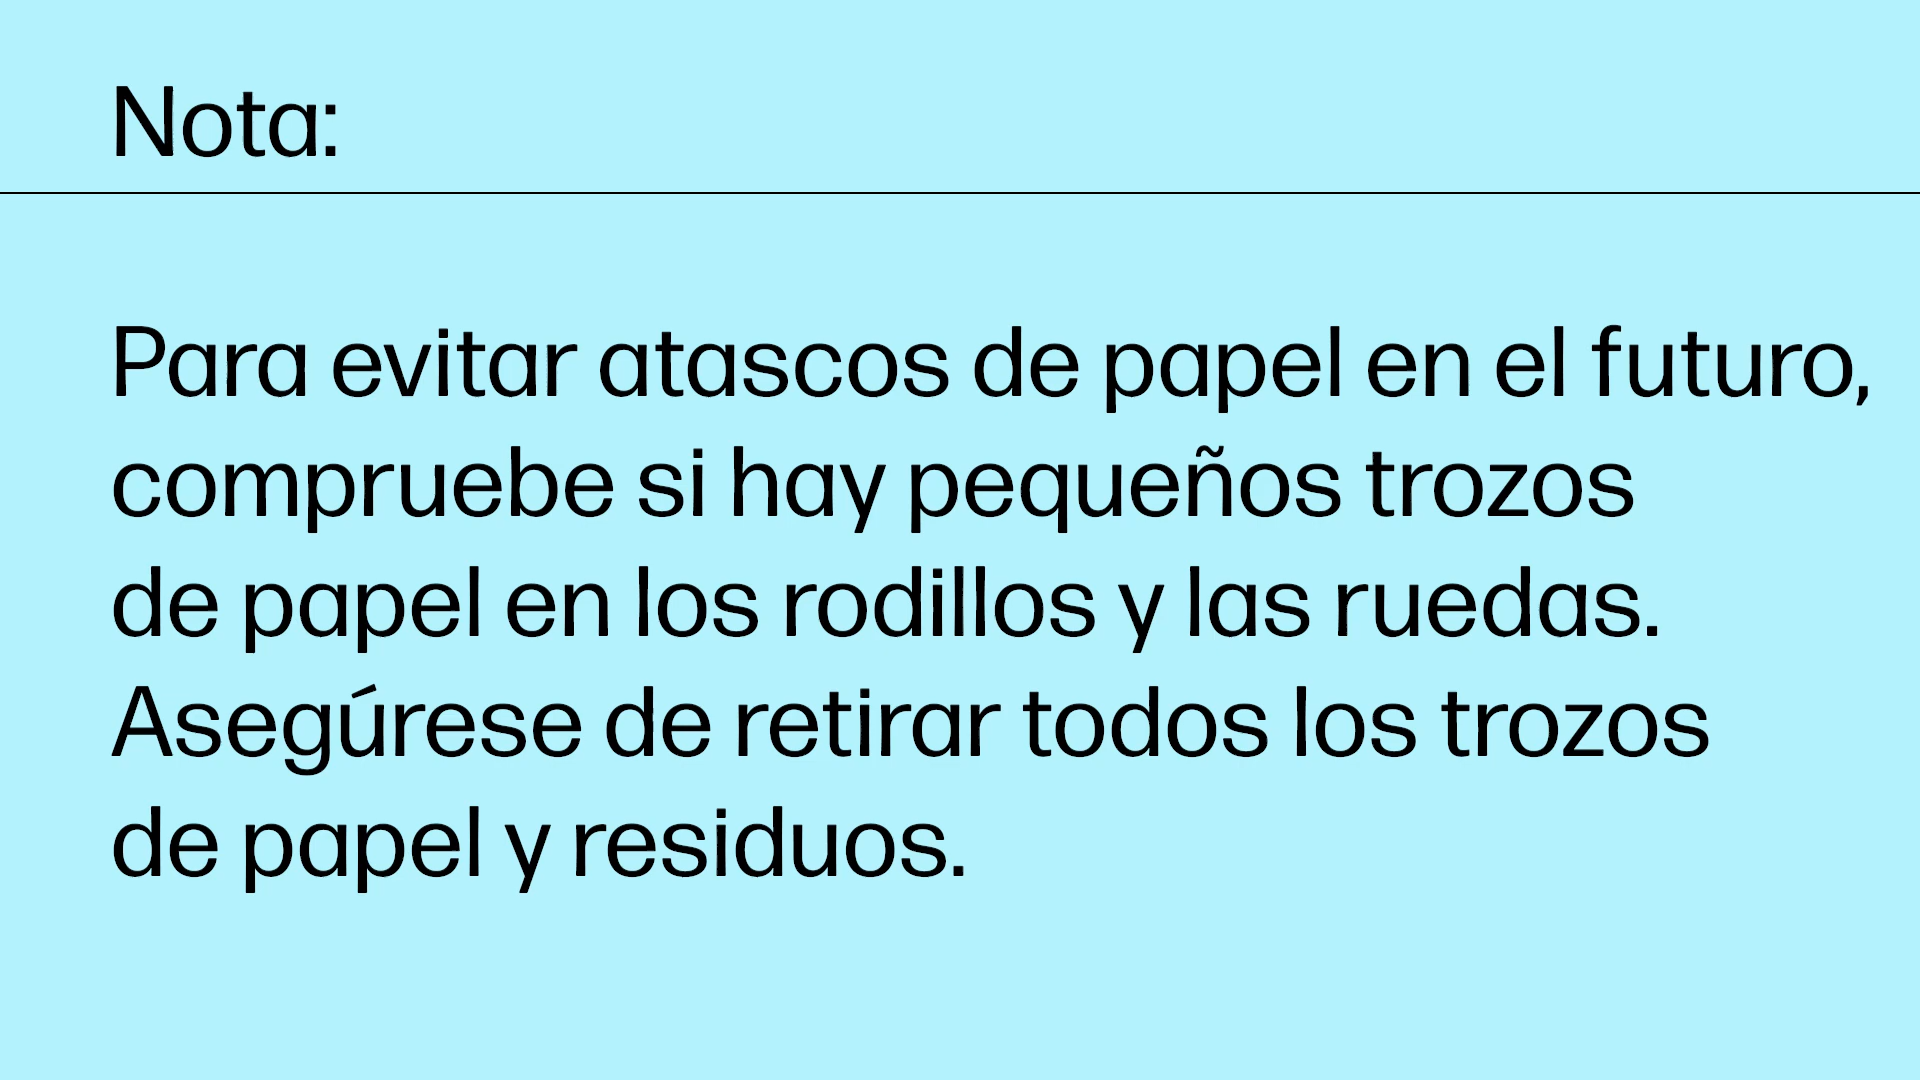 Nota:
Para evitar atascos de papel en el futuro,
compruebe si hay pequeños trozos
de papel en los rodillos y las ruedas.
Asegúrese de retirar todos los trozos
de papel y residuos.